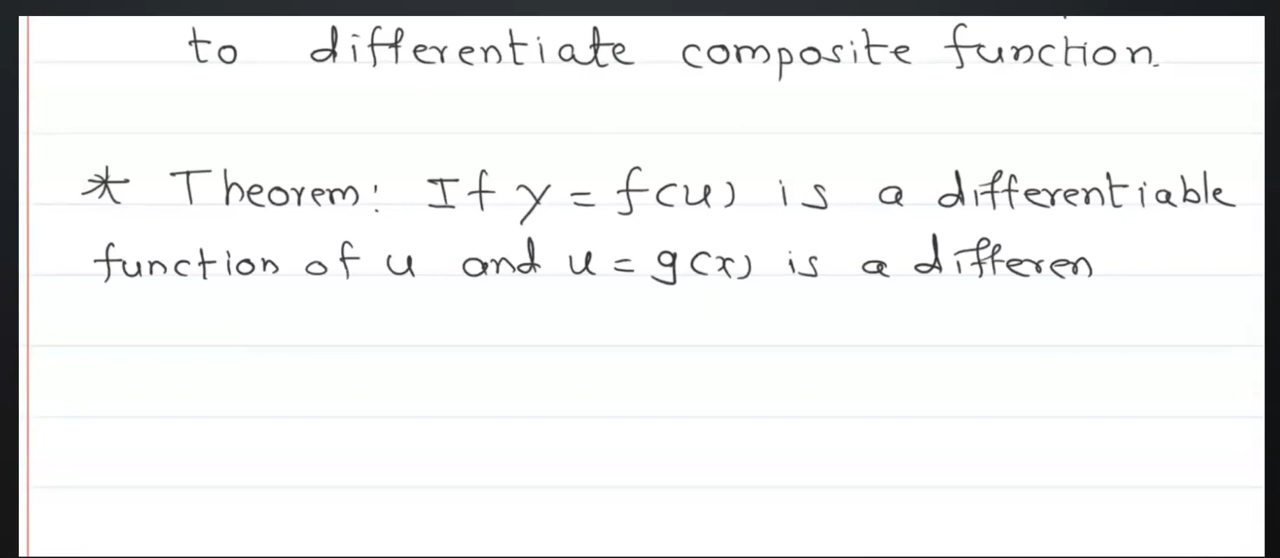 to differentiate composite function.
* Theorem: If y = f(u) is a differentiable
function of u and u = g(x) is a differen